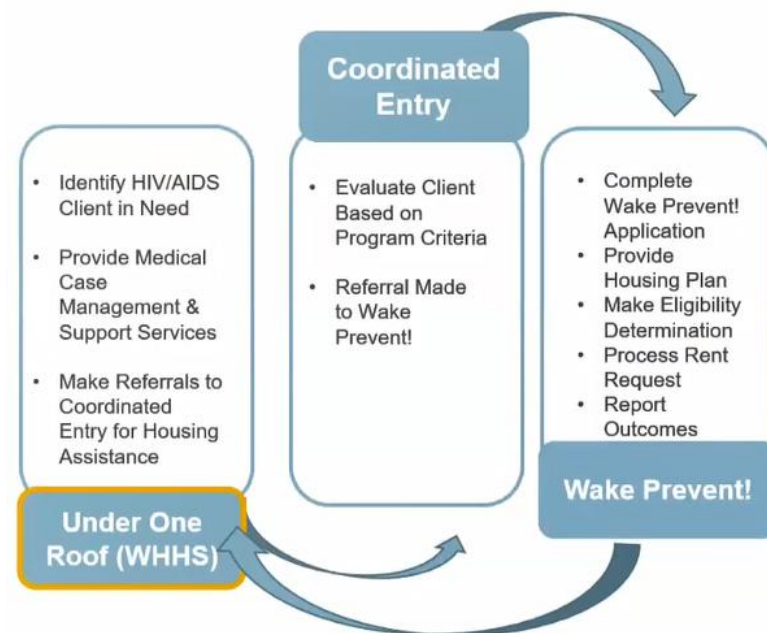 Coordinated
Entry
• Identify HIV/AIDS
Client in Need
• Provide Medical
Case
Management &
Support Services
• Make Referrals to
Coordinated
Entry for Housing
Assistance
Under One
Roof (WHHS)
• Evaluate Client
Based on
Program Criteria
• Referral Made
to Wake
Prevent!
• Complete
Wake Prevent!
Application
• Provide
Housing Plan
• Make Eligibility
Determination
• Process Rent
Request
• Report
Outcomes
Wake Prevent!